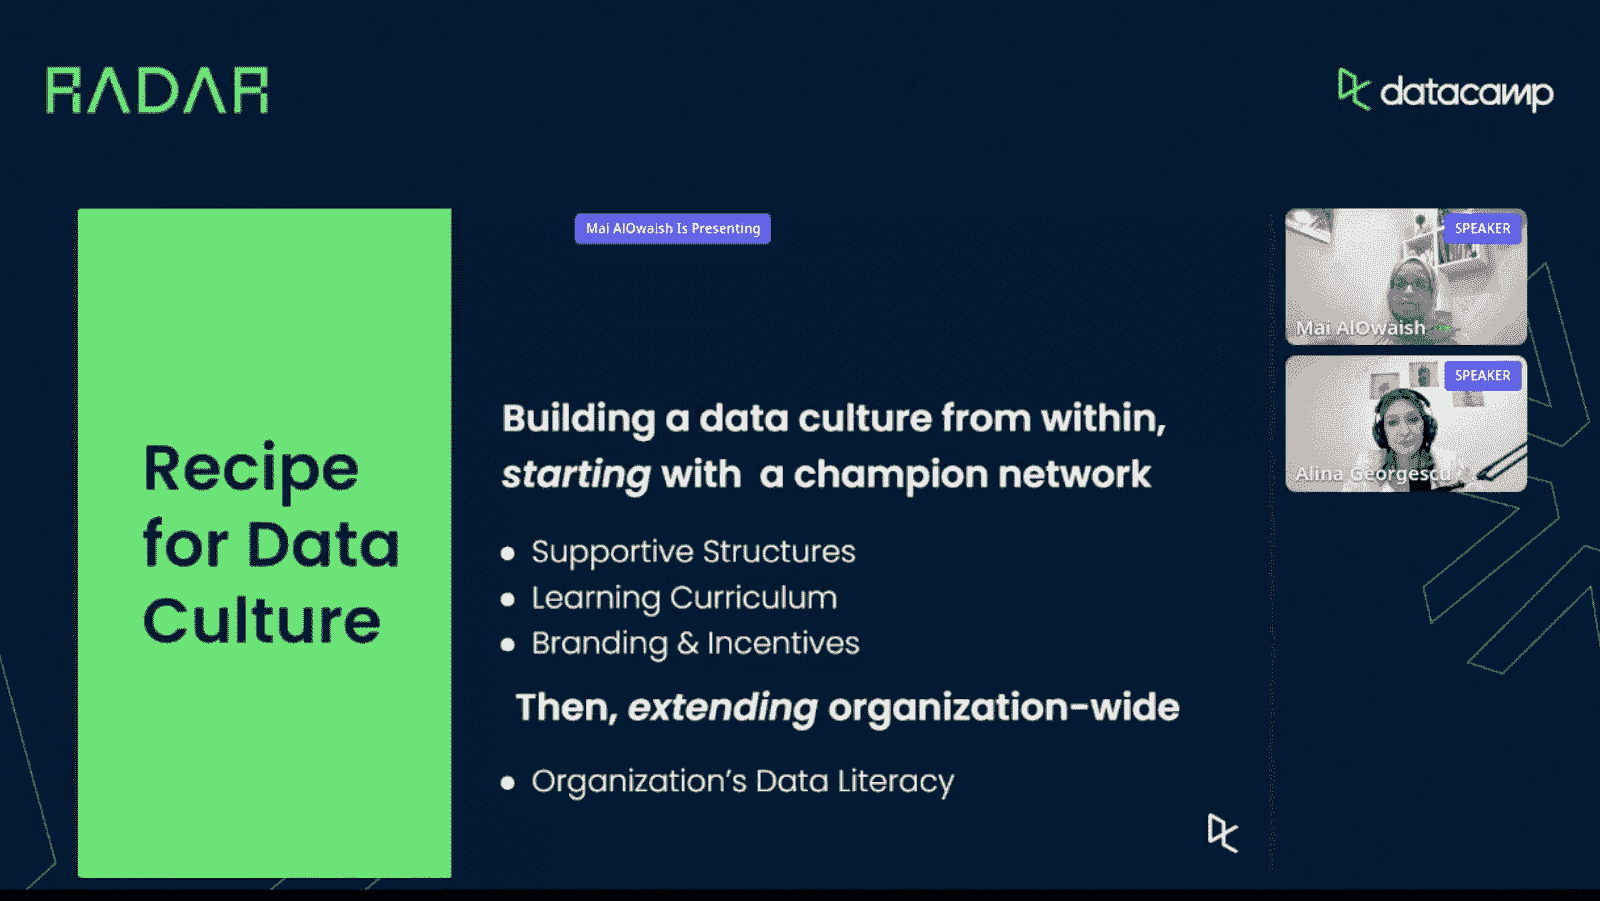 RADAR
datacamp
Mai AlOwaish Is Presenting
SPEAKER
Mai AlOwaish
SPEAKER
Alina Georgescu
Recipe
for Data
Culture
Building a data culture from within,
starting with a champion network
● Supportive Structures
● Learning Curriculum
● Branding & Incentives
Then, extending organization-wide
● Organization's Data Literacy